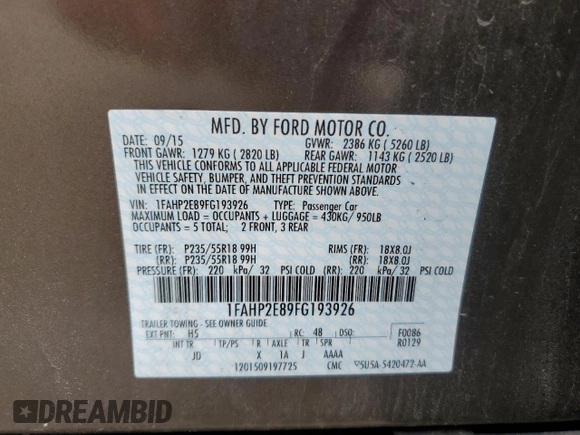 MFD. BY FORD MOTOR CO.
DATE: 09/15 GVWR: 2386 KG ( 5260 LB)
FRONT GAWR: 1279 KG ( 2820 LB) REAR GAWR: 1143 KG ( 2520 LB)
THIS VEHICLE CONFORMS TO ALL APPLICABLE FEDERAL MOTOR
VEHICLE SAFETY, BUMPER, AND THEFT PREVENTION STANDARDS IN
EFFECT ON THE DATE OF MANUFACTURE SHOWN ABOVE.
VIN: 1FAHP2E89FG193926 TYPE: Passenger Car
MAXIMUM LOAD = OCCUPANTS + LUGGAGE = 430KG/ 950LB
OCCUPANTS = 5 TOTAL; 2 FRONT, 3 REAR
TIRE (FR): P235/55R18 99H RIMS (FR): 18X8.0J
(RR): P235/55R18 99H (RR): 18X8.0J
PRESSURE (FR): 220 kPa/ 32 PSI COLD (RR): 220 kPa/ 32 PSI COLD
1FAHP2E89FG193926
TRAILER TOWING - SEE OWNER GUIDE
EXT PNT: H5 RC: 48 DSO: F0086
INT TR TP/PS R AXLE TR SPR R0129
JD X 1A J AAAA
1201509197725 CMC 5U5A-5420472-AA
DREAMBID